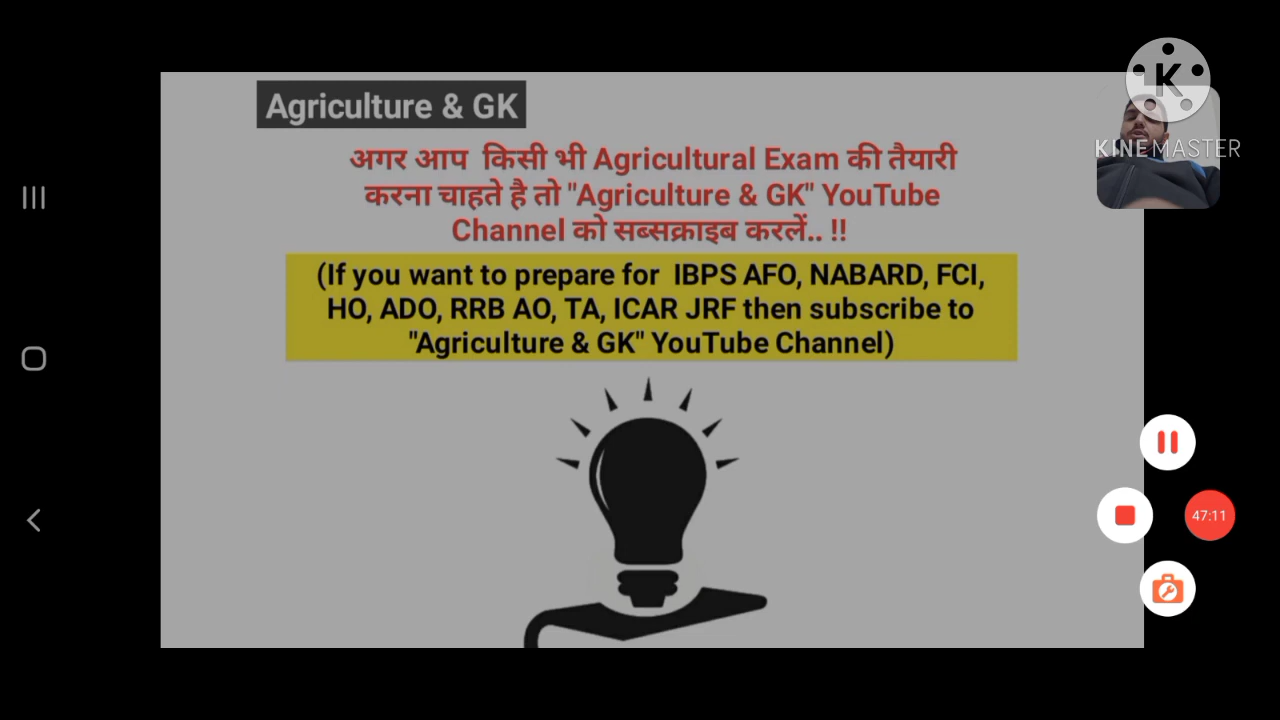 Agriculture & GK
अगर आप किसी भी Agricultural Exam की तैयारी
करना चाहते है तो "Agriculture & GK" YouTube
Channel को सब्सक्राइब करलें.. !!
(If you want to prepare for IBPS AFO, NABARD, FCI,
HO, ADO, RRB AO, TA, ICAR JRF then subscribe to
"Agriculture & GK" YouTube Channel)
K
KINEMASTER
47:11